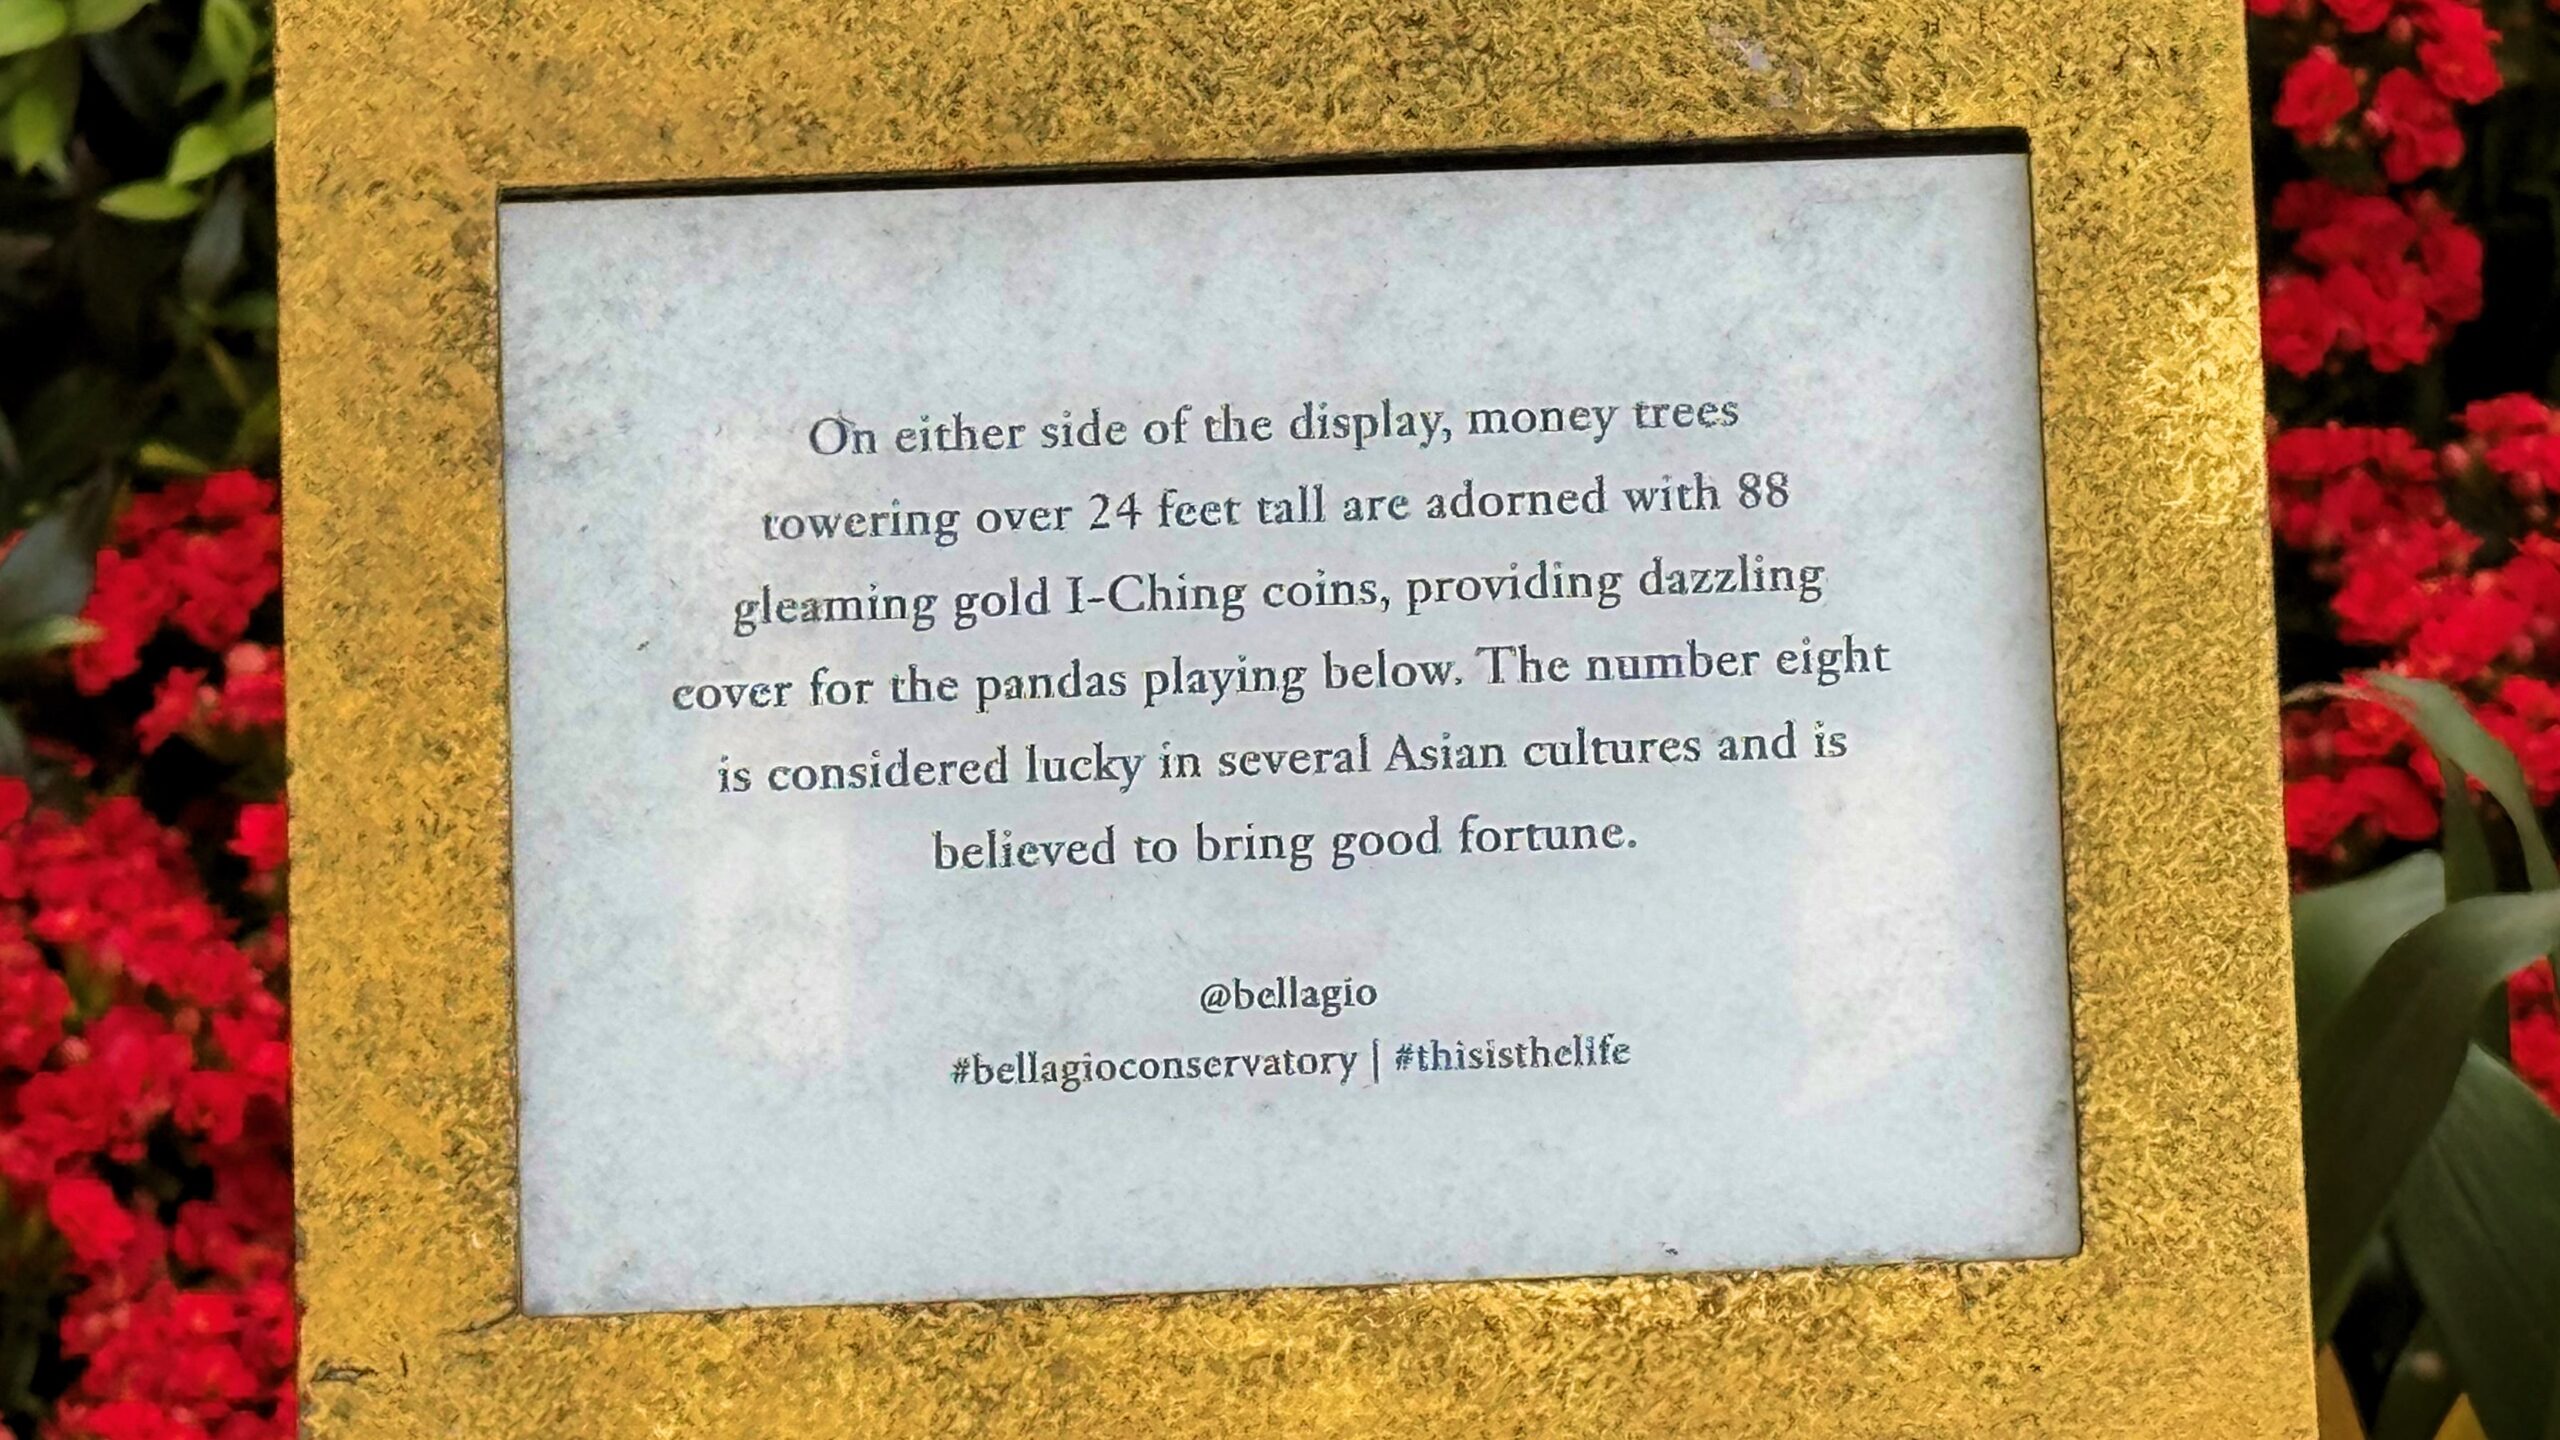 On either side of the display, money trees
towering over 24 feet tall are adorned with 88
gleaming gold I-Ching coins, providing dazzling
cover for the pandas playing below. The number eight
is considered lucky in several Asian cultures and is
believed to bring good fortune.
@bellagio
#bellagioconservatory | #thisisthelife